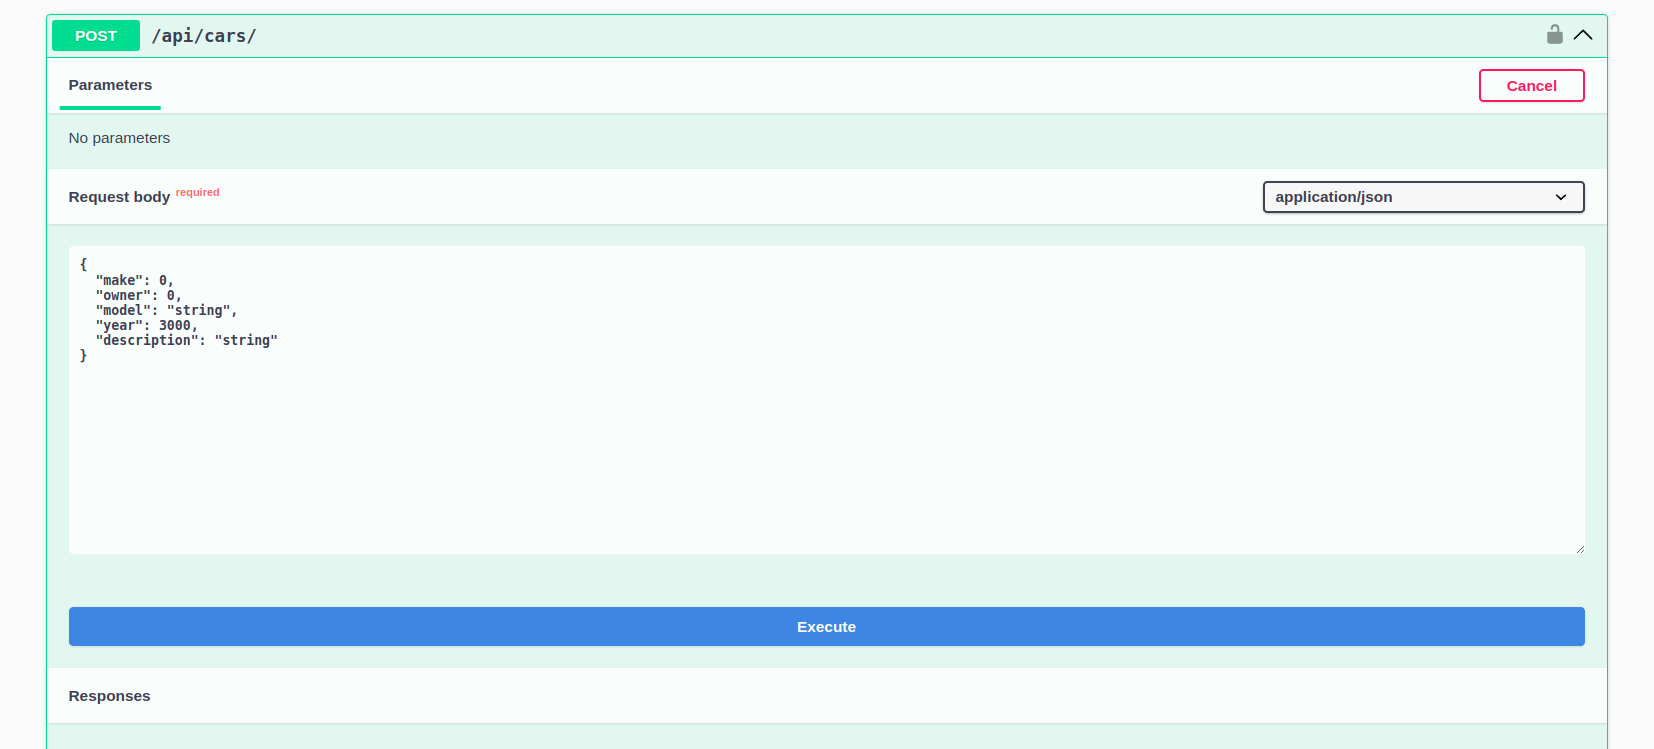 POST /api/cars/
Parameters
Cancel
No parameters
Request body required
application/json
{
  "make": 0,
  "owner": 0,
  "model": "string",
  "year": 3000,
  "description": "string"
}
Execute
Responses